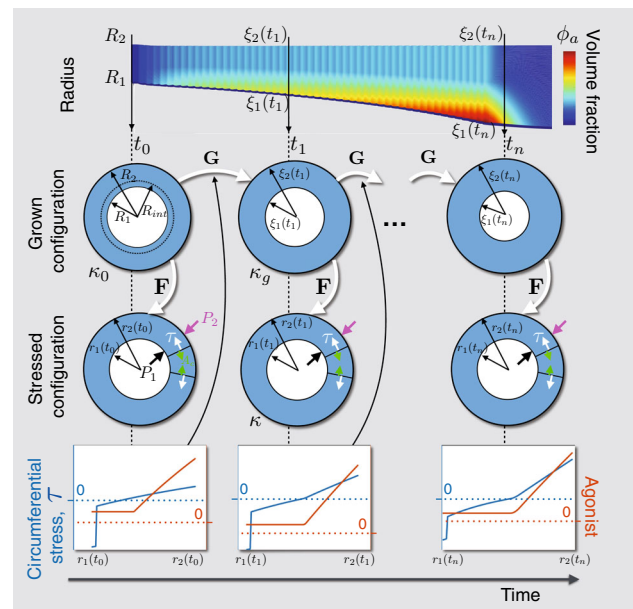 R₂
ξ₂(t₁)
ξ₂(tₙ)
ϕₐ
Radius
R₁
Volume fraction
ξ₁(t₁)
ξ₁(tₙ)
t₀
t₁
tₙ
G
G
G
Grown configuration
R₂
R₁
R_int
ξ₂(t₁)
ξ₁(t₁)
ξ₂(tₙ)
ξ₁(tₙ)
...
κ₀
κ_g
F
F
F
Stressed configuration
r₂(t₀)
P₂
r₁(t₀)
τ
P₁
r₂(t₁)
r₁(t₁)
τ
r₂(tₙ)
r₁(tₙ)
τ
κ
Circumferential
stress, τ
0
0
0
0
0
0
Agonist
r₁(t₀)
r₂(t₀)
r₁(t₁)
r₂(t₁)
r₁(tₙ)
r₂(tₙ)
Time